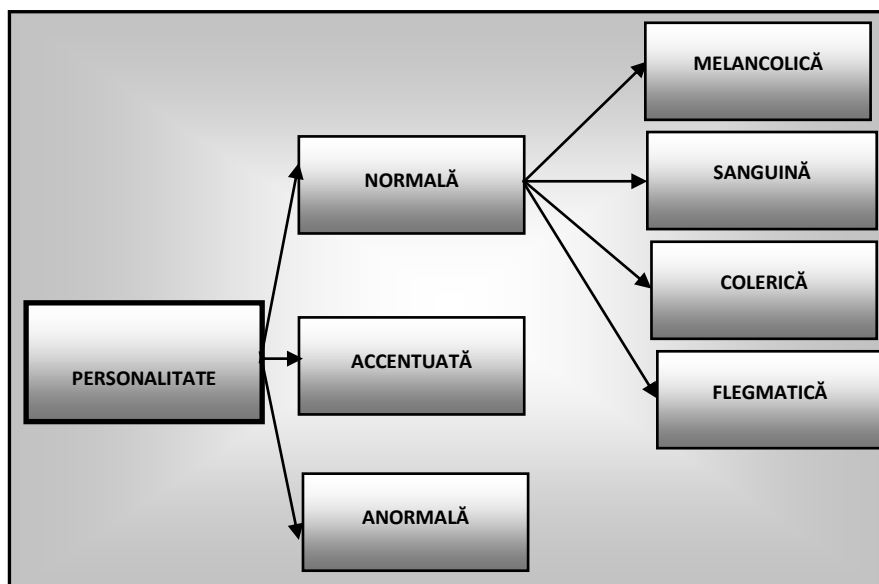 PERSONALITATE
NORMALĂ
ACCENTUATĂ
ANORMALĂ
MELANCOLICĂ
SANGUINĂ
COLERICĂ
FLEGMATICĂ